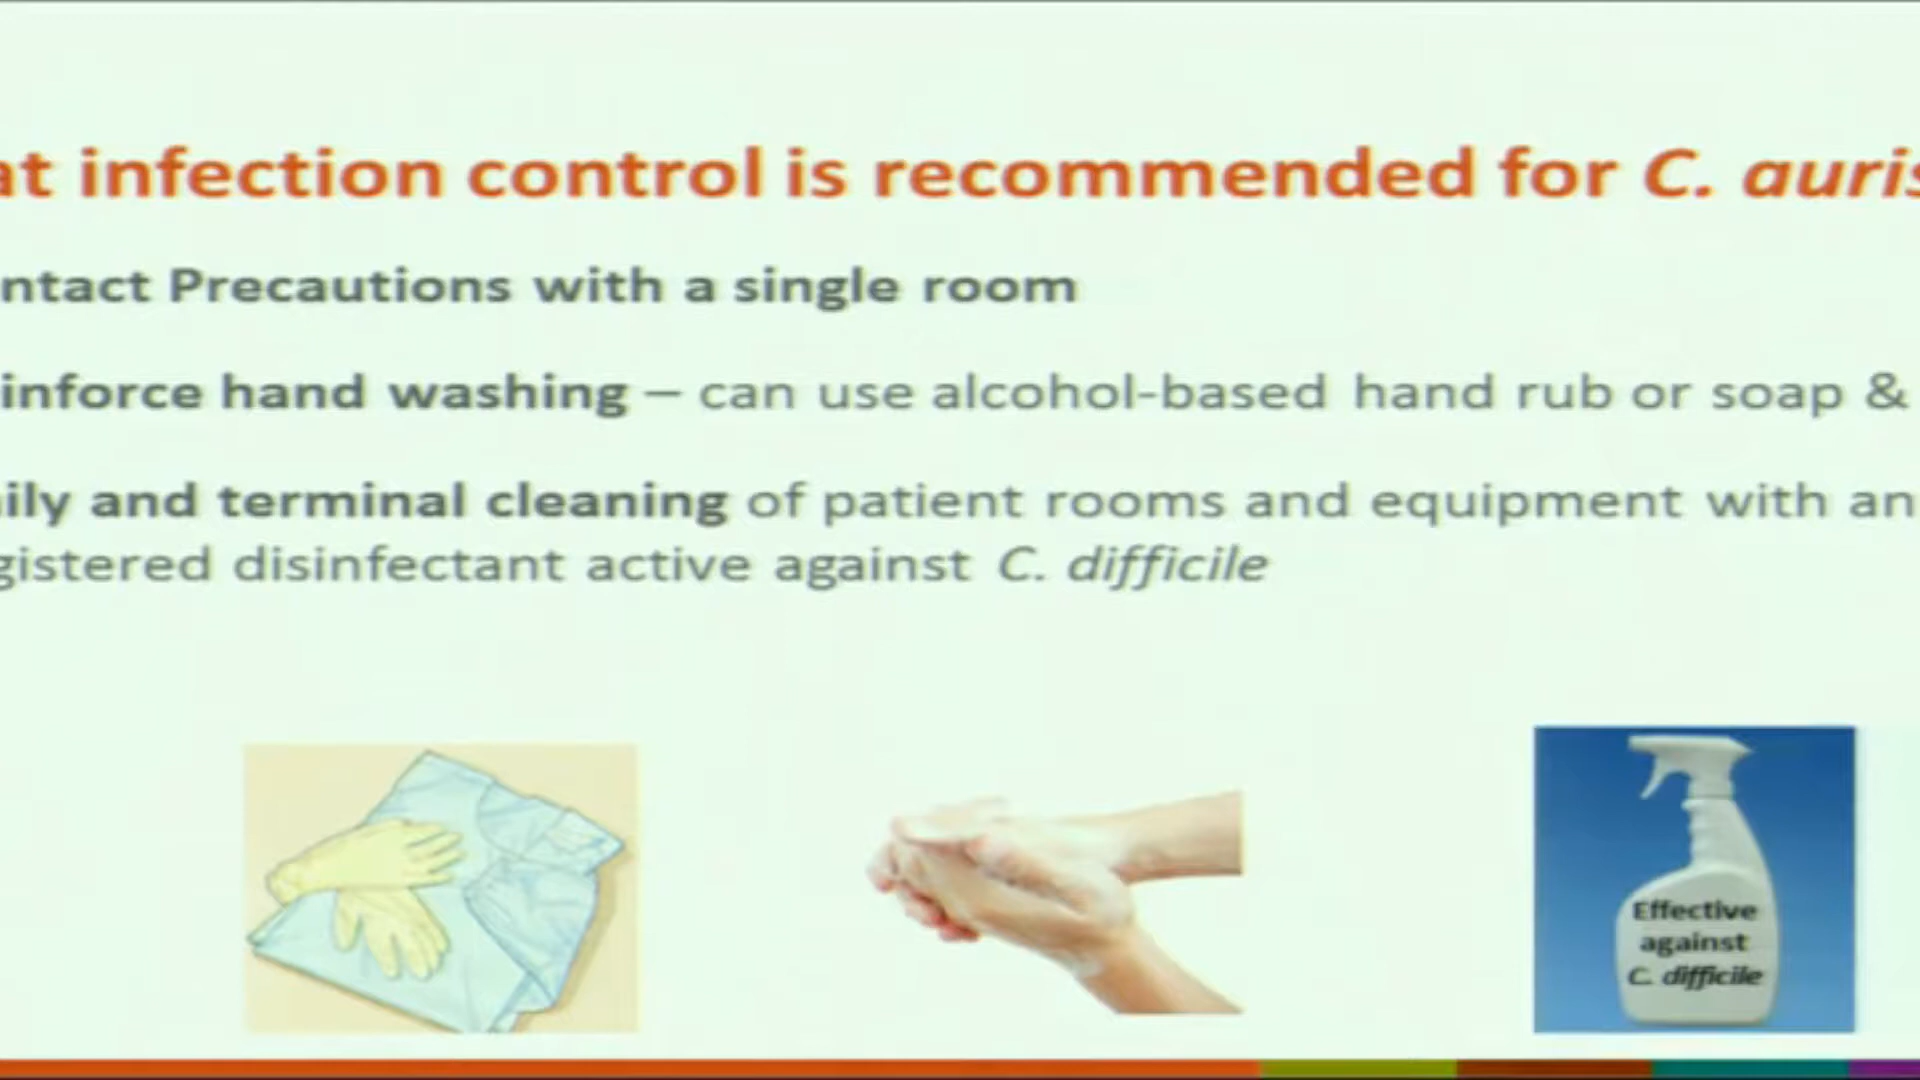 at infection control is recommended for C. auris
ntact Precautions with a single room
inforce hand washing – can use alcohol-based hand rub or soap &
ily and terminal cleaning of patient rooms and equipment with an
gistered disinfectant active against C. difficile
Effective
against
C. difficile